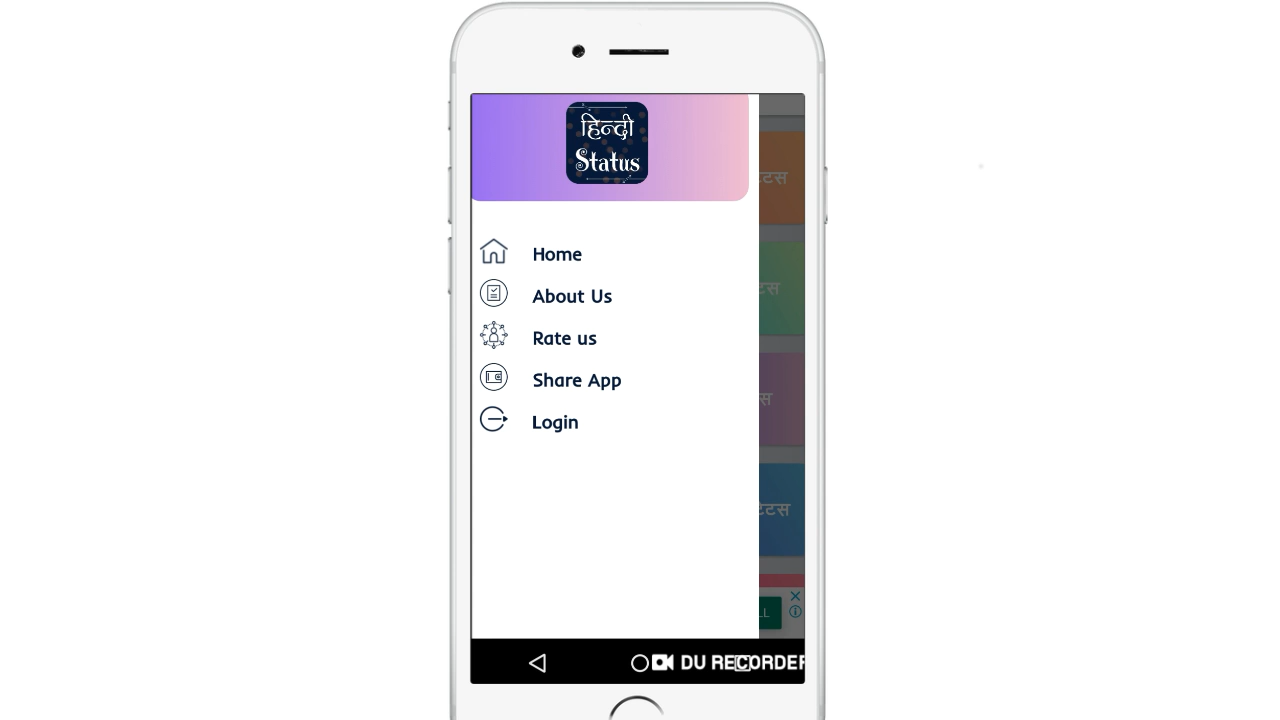 हिन्दी
Status
Home
About Us
Rate us
Share App
Login
DU RECORDER